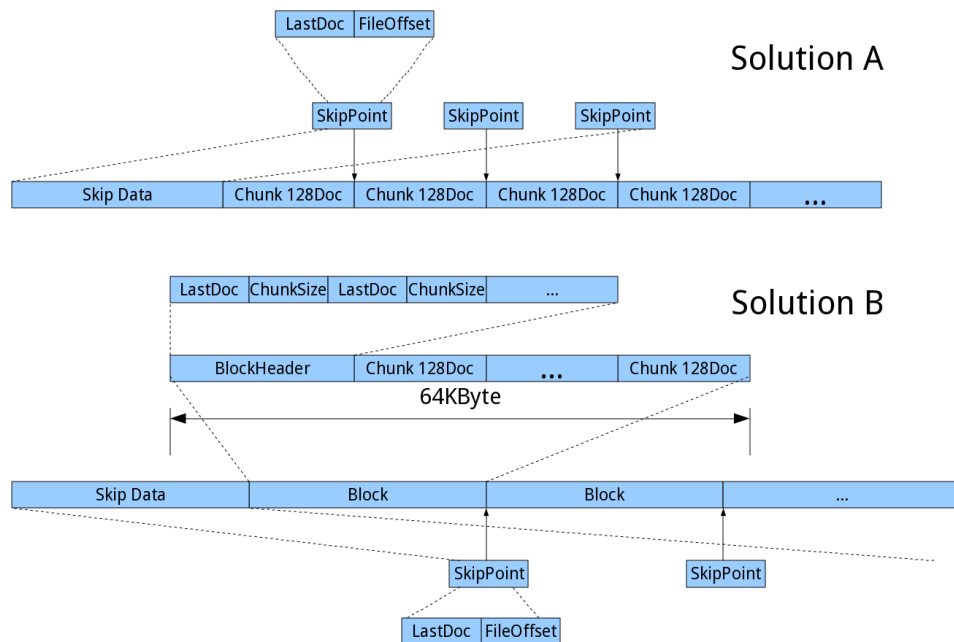 LastDoc FileOffset
Solution A
SkipPoint SkipPoint SkipPoint
Skip Data Chunk 128Doc Chunk 128Doc Chunk 128Doc Chunk 128Doc ...
LastDoc ChunkSize LastDoc ChunkSize ...
Solution B
BlockHeader Chunk 128Doc ... Chunk 128Doc
64KByte
Skip Data Block Block ...
SkipPoint SkipPoint
LastDoc FileOffset